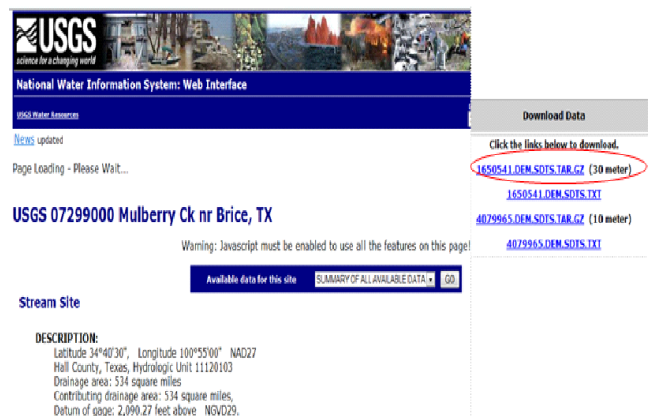 USGS
science for a changing world
National Water Information System: Web Interface
USGS Water Resources
News updated
Page Loading - Please Wait...
USGS 07299000 Mulberry Ck nr Brice, TX
Warning: Javascript must be enabled to use all the features on this page!
Available data for this site SUMMARY OF ALL AVAILABLE DATA GO
Stream Site
DESCRIPTION:
Latitude 34°40'30", Longitude 100°55'00" NAD27
Hall County, Texas, Hydrologic Unit 11120103
Drainage area: 534 square miles
Contributing drainage area: 534 square miles,
Datum of gage: 2,090.27 feet above NGVD29.
Download Data
Click the links below to download.
1650541.DEM.SDTS.TAR.GZ (30 meter)
1650541.DEM.SDTS.TXT
4079965.DEM.SDTS.TAR.GZ (10 meter)
4079965.DEM.SDTS.TXT